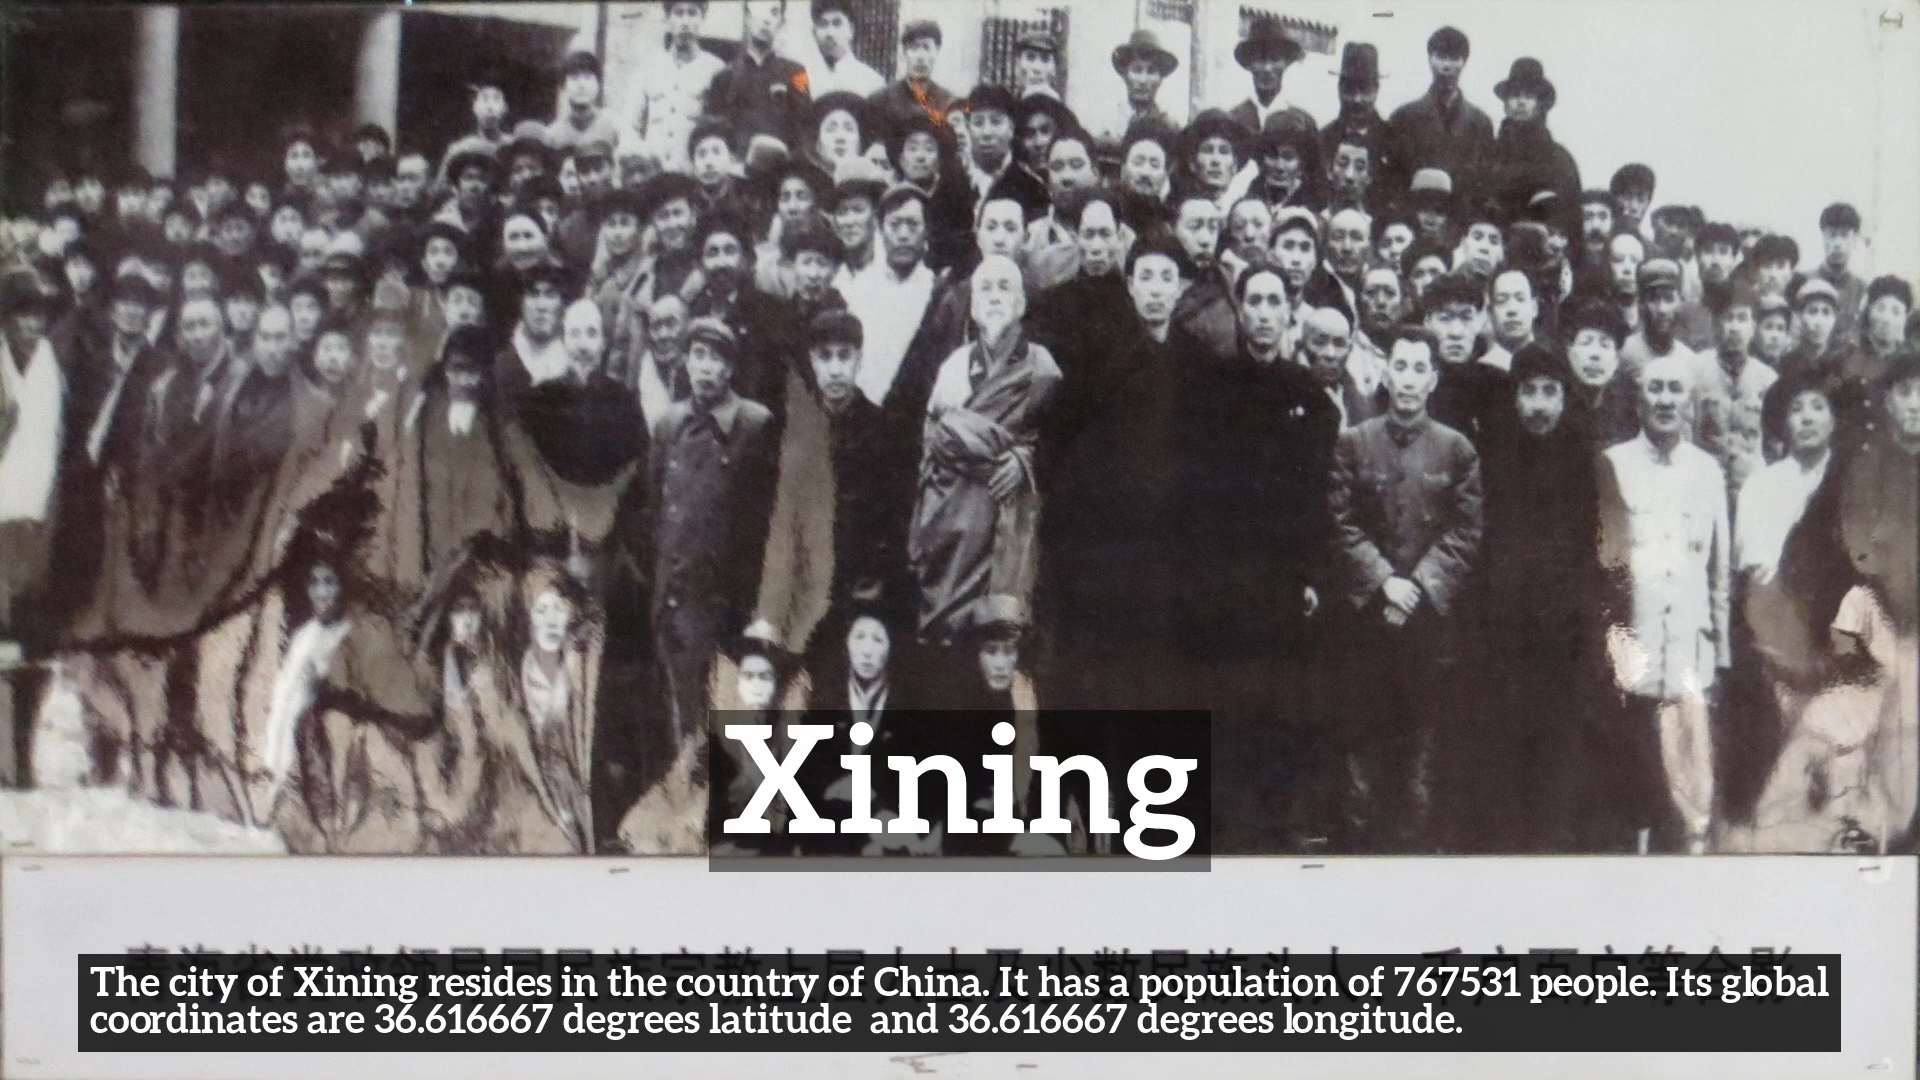 Xining
The city of Xining resides in the country of China. It has a population of 767531 people. Its global
coordinates are 36.616667 degrees latitude  and 36.616667 degrees longitude.